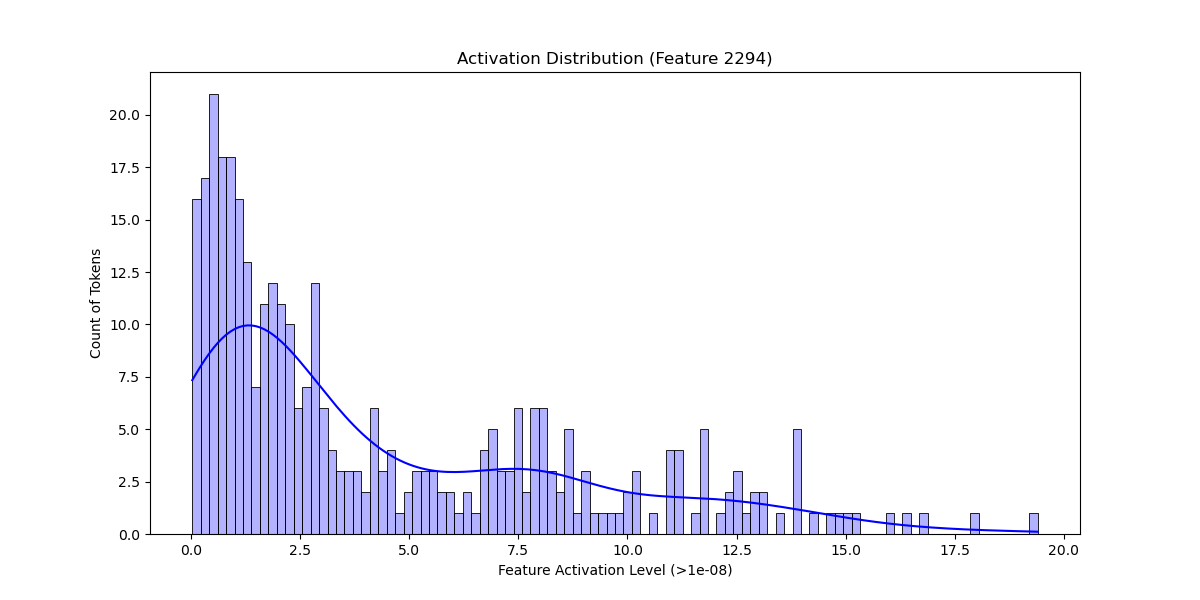 Activation Distribution (Feature 2294)
20.0
17.5
15.0
12.5
10.0
7.5
5.0
2.5
0.0
Count of Tokens
0.0 2.5 5.0 7.5 10.0 12.5 15.0 17.5 20.0
Feature Activation Level (>1e-08)